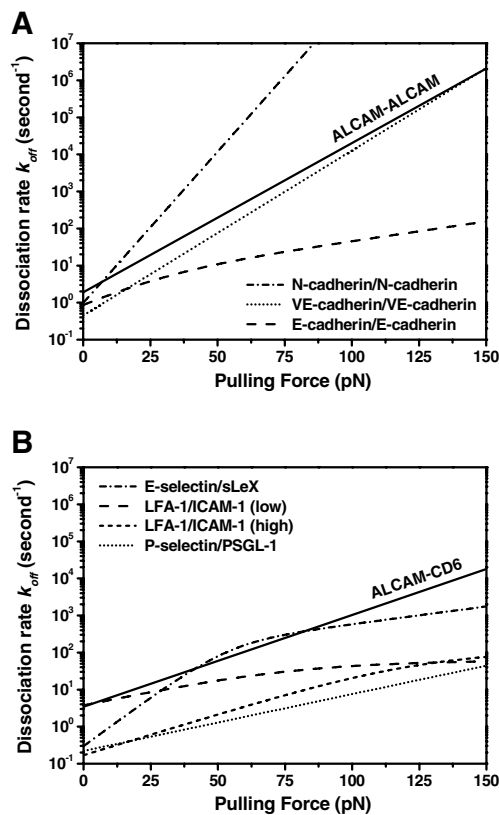 A
10^7
10^6
10^5
10^4
10^3
10^2
10^1
10^0
10^-1
Dissociation rate k_off (second^-1)
ALCAM-ALCAM
N-cadherin/N-cadherin
VE-cadherin/VE-cadherin
E-cadherin/E-cadherin
0 25 50 75 100 125 150
Pulling Force (pN)
B
10^7
10^6
10^5
10^4
10^3
10^2
10^1
10^0
10^-1
Dissociation rate k_off (second^-1)
E-selectin/sLeX
LFA-1/ICAM-1 (low)
LFA-1/ICAM-1 (high)
P-selectin/PSGL-1
ALCAM-CD6
0 25 50 75 100 125 150
Pulling Force (pN)